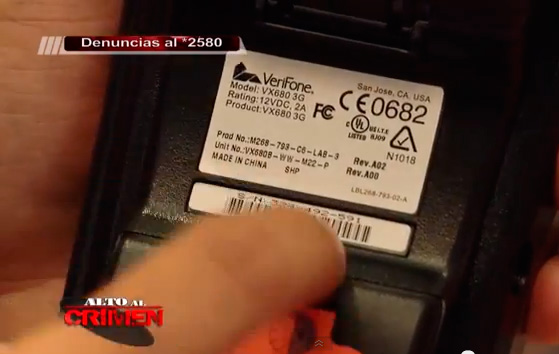 Denuncias al *2580
VeriFone.
San Jose, CA, USA
Model: VX680 3G
Rating: 12VDC, 2A
Product: VX680 3G
FCC CE0682
UL LISTED
N1018
Prod No.: M268-793-C6-LAB-3
Rev.A02
Unit No.: VX680B-WW-M22-P
Rev.A00
MADE IN CHINA
SHP
LBL268-793-02-A
ALTO AL
CRIMEN